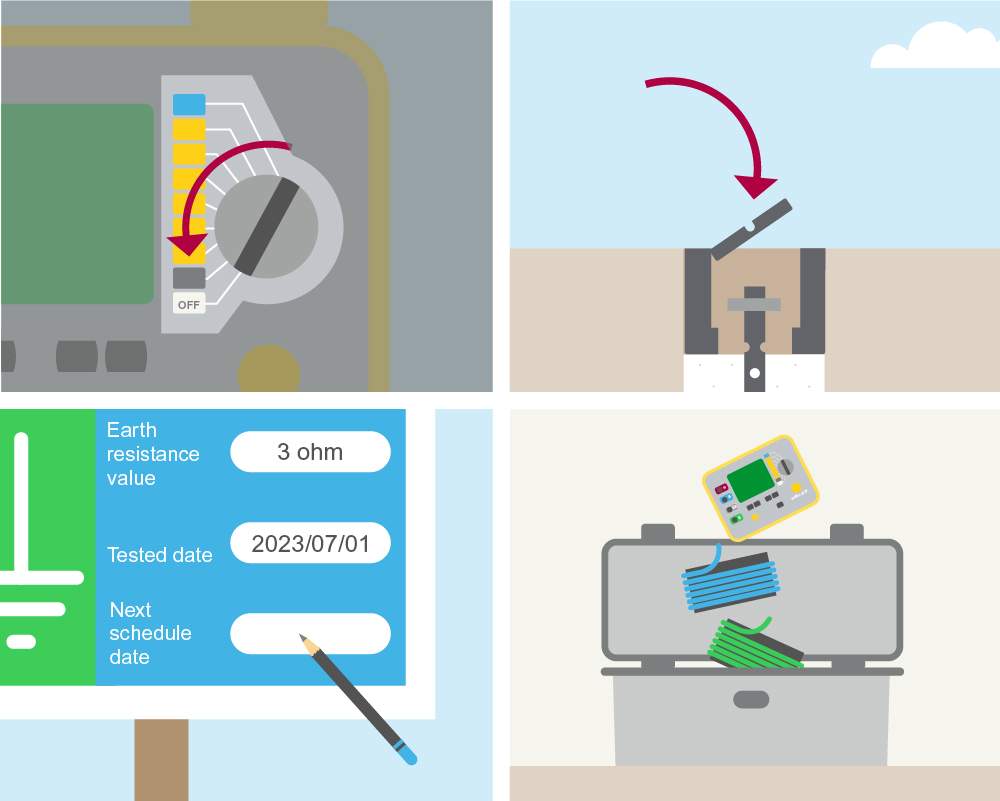 OFF
Earth
resistance
value
3 ohm
Tested date
2023/07/01
Next
schedule
date